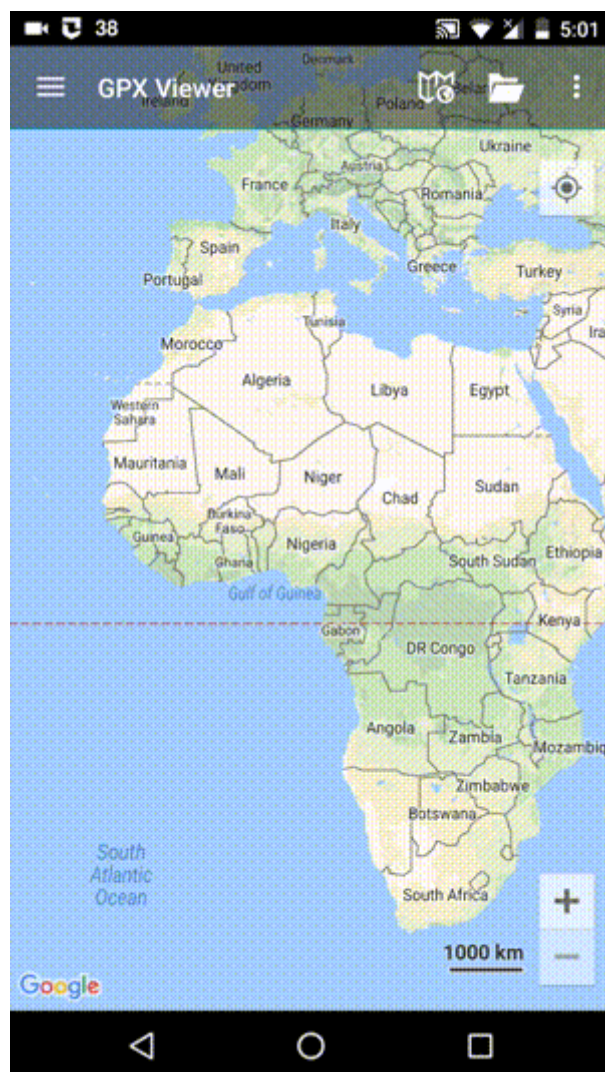 38
5:01
GPX Viewer
United
Kingdom
Ireland
Denmark
Poland
Belarus
Germany
Ukraine
France
Austria
Romania
Italy
Spain
Portugal
Greece
Turkey
Syria
Ira
Tunisia
Morocco
Algeria
Libya
Egypt
Western
Sahara
Mauritania
Mali
Niger
Chad
Sudan
Burkina
Faso
Guinea
Ghana
Nigeria
South Sudan
Ethiopia
Gulf of Guinea
Gabon
DR Congo
Kenya
Tanzania
Angola
Zambia
Mozambiq
Zimbabwe
Botswana
South
Atlantic
Ocean
South Africa
1000 km
Google